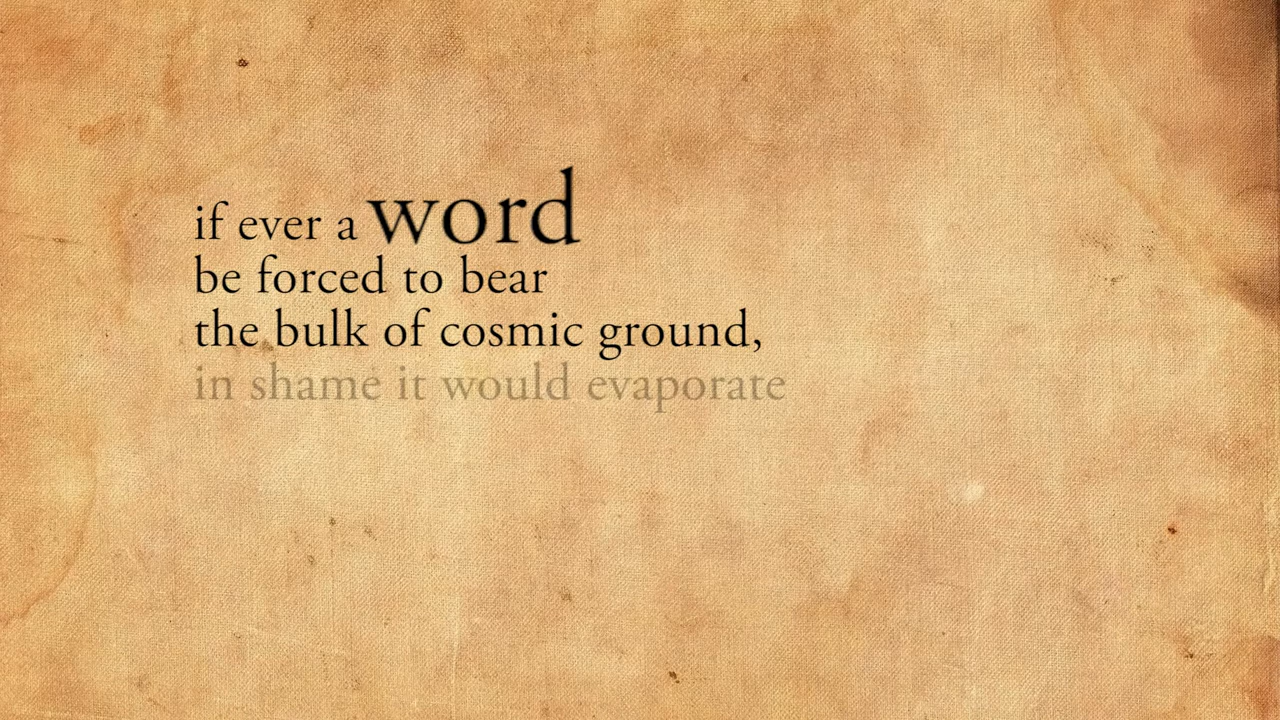 if ever a word
be forced to bear
the bulk of cosmic ground,
in shame it would evaporate